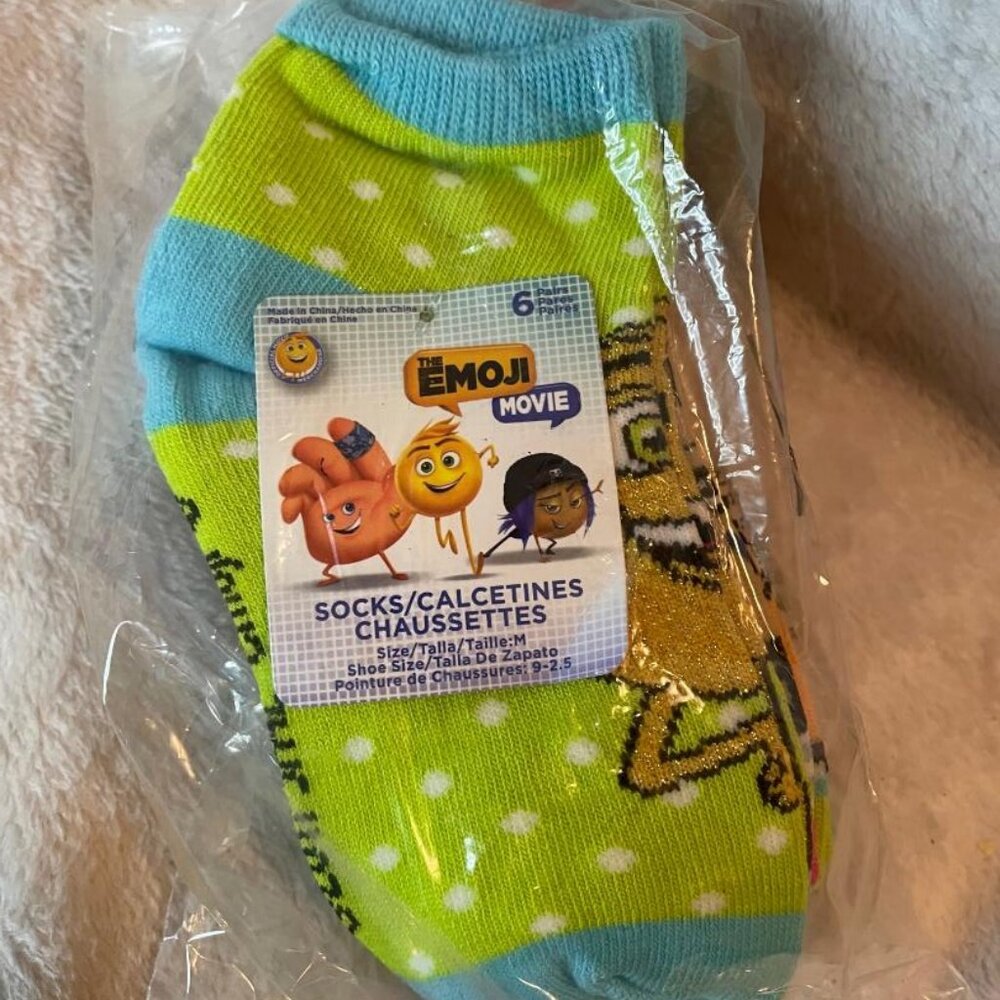 Made in China/Hecho en China
Fabriqué en China
6 Pairs
Pares
Paires
THE
EMOJI
MOVIE
SOCKS/CALCETINES
CHAUSSETTES
Size/Talla/Taille:M
Shoe Size/Talla De Zapato
Pointure de Chaussures: 9-2.5